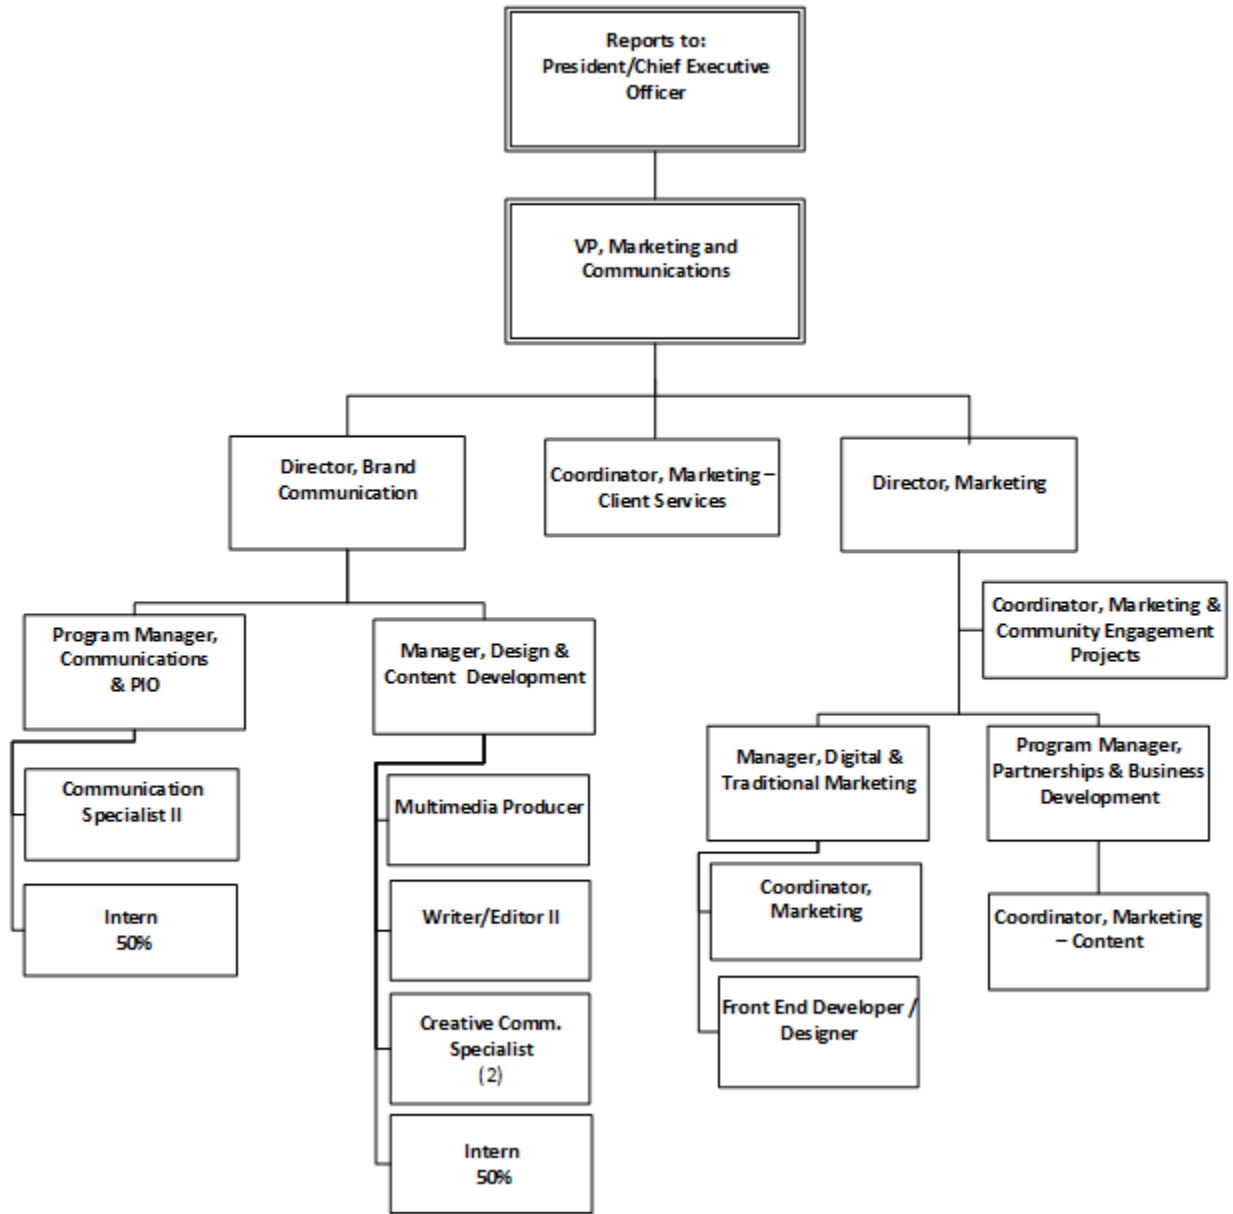 Reports to:
President/Chief Executive
Officer
VP, Marketing and
Communications
Director, Brand
Communication
Coordinator, Marketing –
Client Services
Director, Marketing
Coordinator, Marketing &
Community Engagement
Projects
Program Manager,
Communications
& PIO
Manager, Design &
Content Development
Manager, Digital &
Traditional Marketing
Program Manager,
Partnerships & Business
Development
Communication
Specialist II
Intern
50%
Multimedia Producer
Writer/Editor II
Creative Comm.
Specialist
(2)
Intern
50%
Coordinator,
Marketing
Front End Developer /
Designer
Coordinator, Marketing
– Content